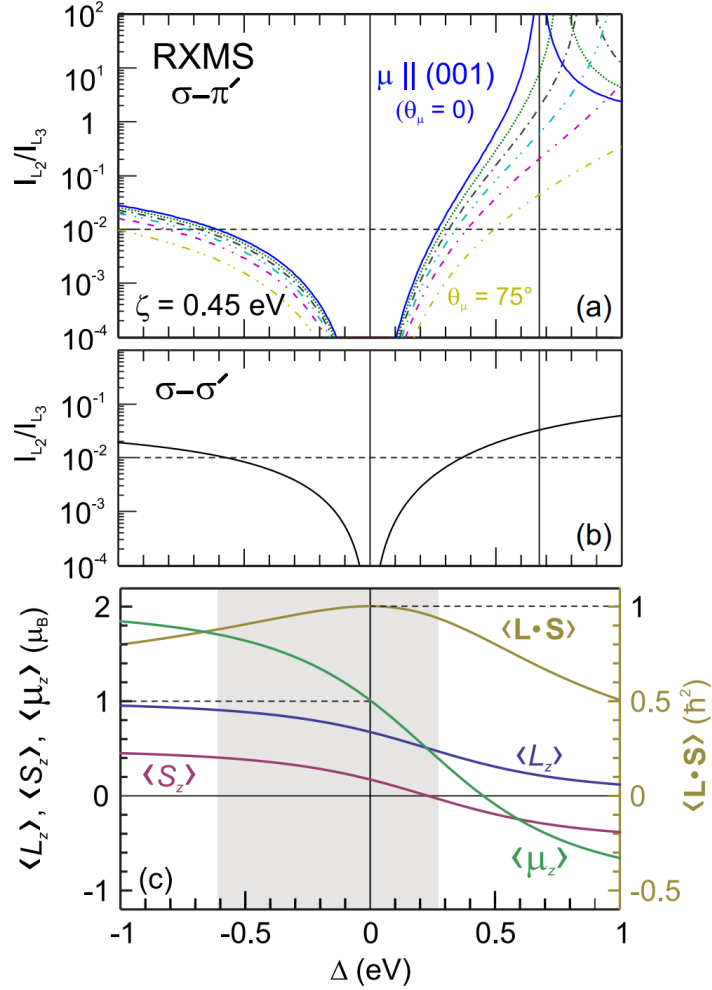 10³
10²
10
1
10⁻¹
10⁻²
10⁻³
10⁻⁴
I_L₂/I_L₃
RXMS
σ−π′
μ || (001)
(θ_μ = 0)
ζ = 0.45 eV
θ_μ = 75°
(a)
10⁻¹
10⁻²
10⁻³
10⁻⁴
I_L₂/I_L₃
σ−σ′
(b)
2
1
0
-1
⟨L_z⟩, ⟨S_z⟩, ⟨μ_z⟩ (μ_B)
⟨L•S⟩
⟨L_z⟩
⟨S_z⟩
⟨μ_z⟩
(c)
1
0.5
0
-0.5
⟨L•S⟩ (ℏ²)
-1
-0.5
0
0.5
1
Δ (eV)